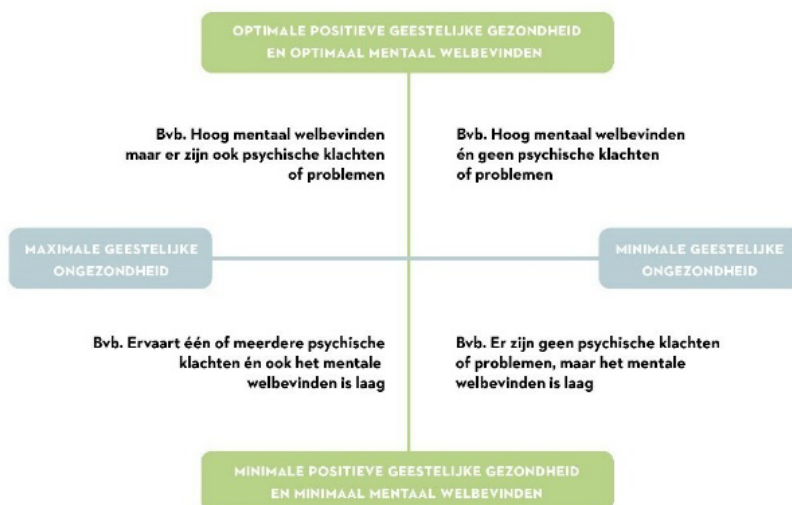 OPTIMALE POSITIEVE GEESTELIJKE GEZONDHEID
EN OPTIMAAL MENTAAL WELBEVINDEN
Bvb. Hoog mentaal welbevinden
maar er zijn ook psychische klachten
of problemen
Bvb. Hoog mentaal welbevinden
én geen psychische klachten
of problemen
MAXIMALE GEESTELIJKE
ONGEZONDHEID
MINIMALE GEESTELIJKE
ONGEZONDHEID
Bvb. Ervaart één of meerdere psychische
klachten én ook het mentale
welbevinden is laag
Bvb. Er zijn geen psychische klachten
of problemen, maar het mentale
welbevinden is laag
MINIMALE POSITIEVE GEESTELIJKE GEZONDHEID
EN MINIMAAL MENTAAL WELBEVINDEN